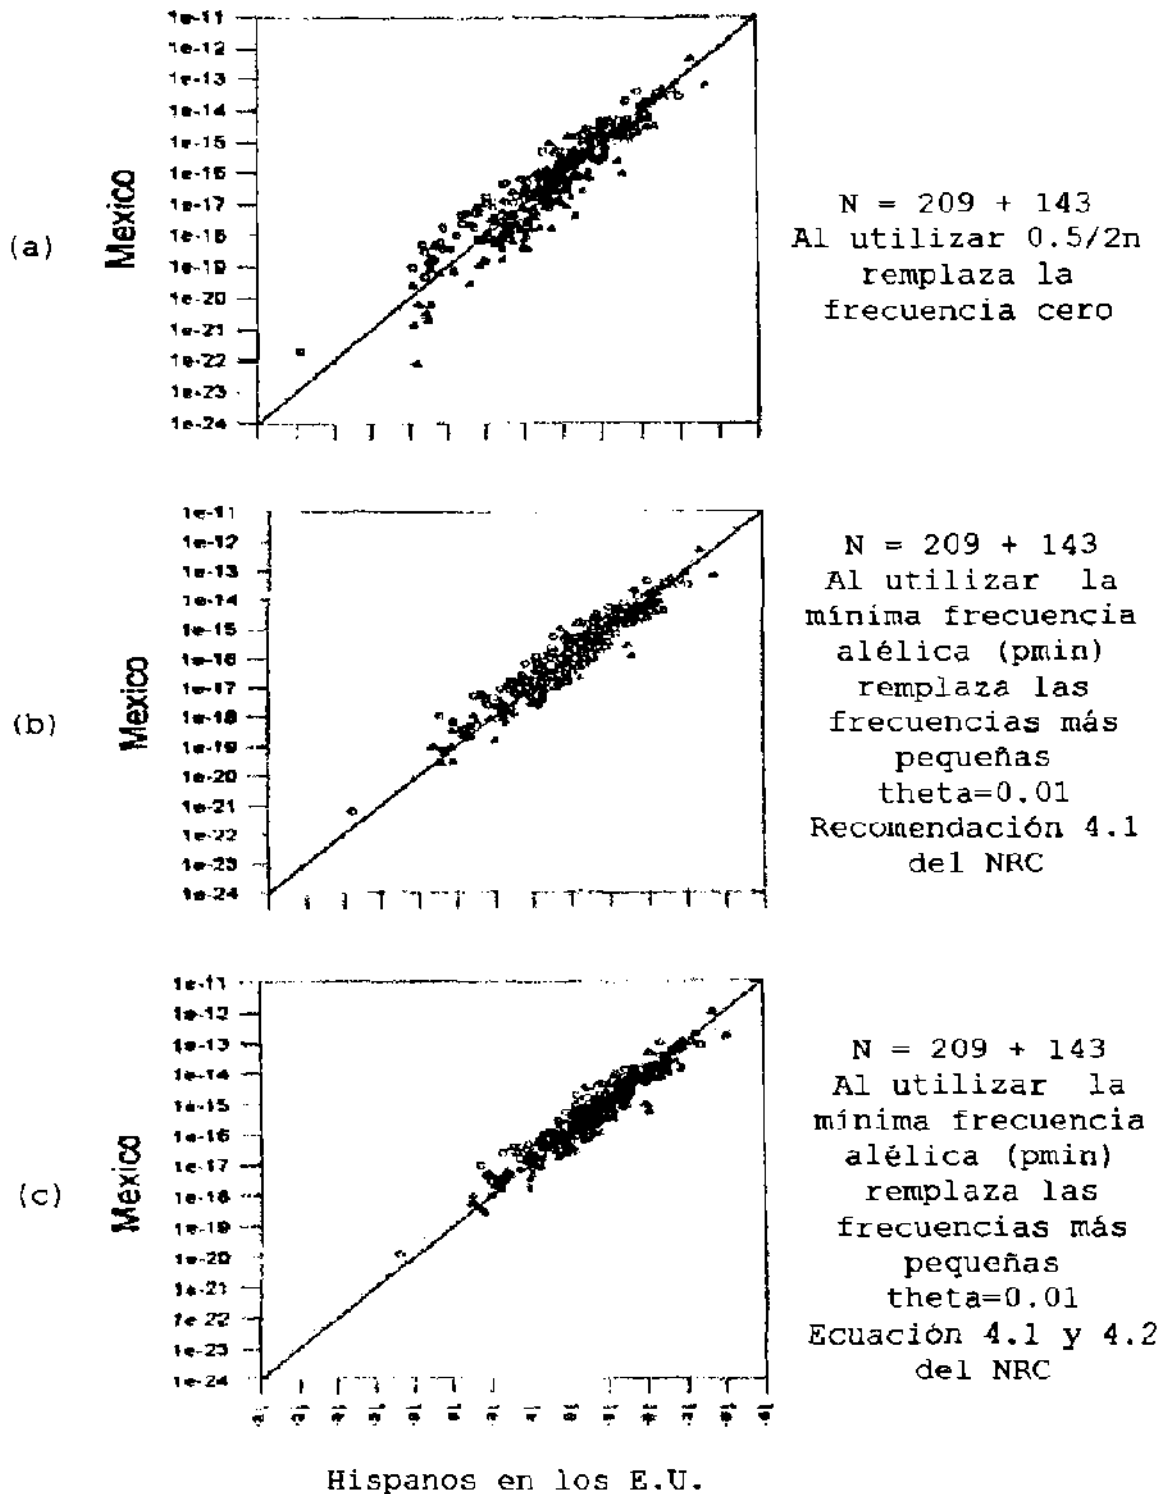 (a)
Mexico
1e-11
1e-12
1e-13
1e-14
1e-15
1e-16
1e-17
1e-18
1e-19
1e-20
1e-21
1e-22
1e-23
1e-24
N = 209 + 143
Al utilizar 0.5/2n
remplaza la
frecuencia cero
(b)
Mexico
1e-11
1e-12
1e-13
1e-14
1e-15
1e-16
1e-17
1e-18
1e-19
1e-20
1e-21
1e-22
1e-23
1e-24
N = 209 + 143
Al utilizar la
mínima frecuencia
alélica (pmin)
remplaza las
frecuencias más
pequeñas
theta=0.01
Recomendación 4.1
del NRC
(c)
Mexico
1e-11
1e-12
1e-13
1e-14
1e-15
1e-16
1e-17
1e-18
1e-19
1e-20
1e-21
1e-22
1e-23
1e-24
N = 209 + 143
Al utilizar la
mínima frecuencia
alélica (pmin)
remplaza las
frecuencias más
pequeñas
theta=0.01
Ecuación 4.1 y 4.2
del NRC
Hispanos en los E.U.